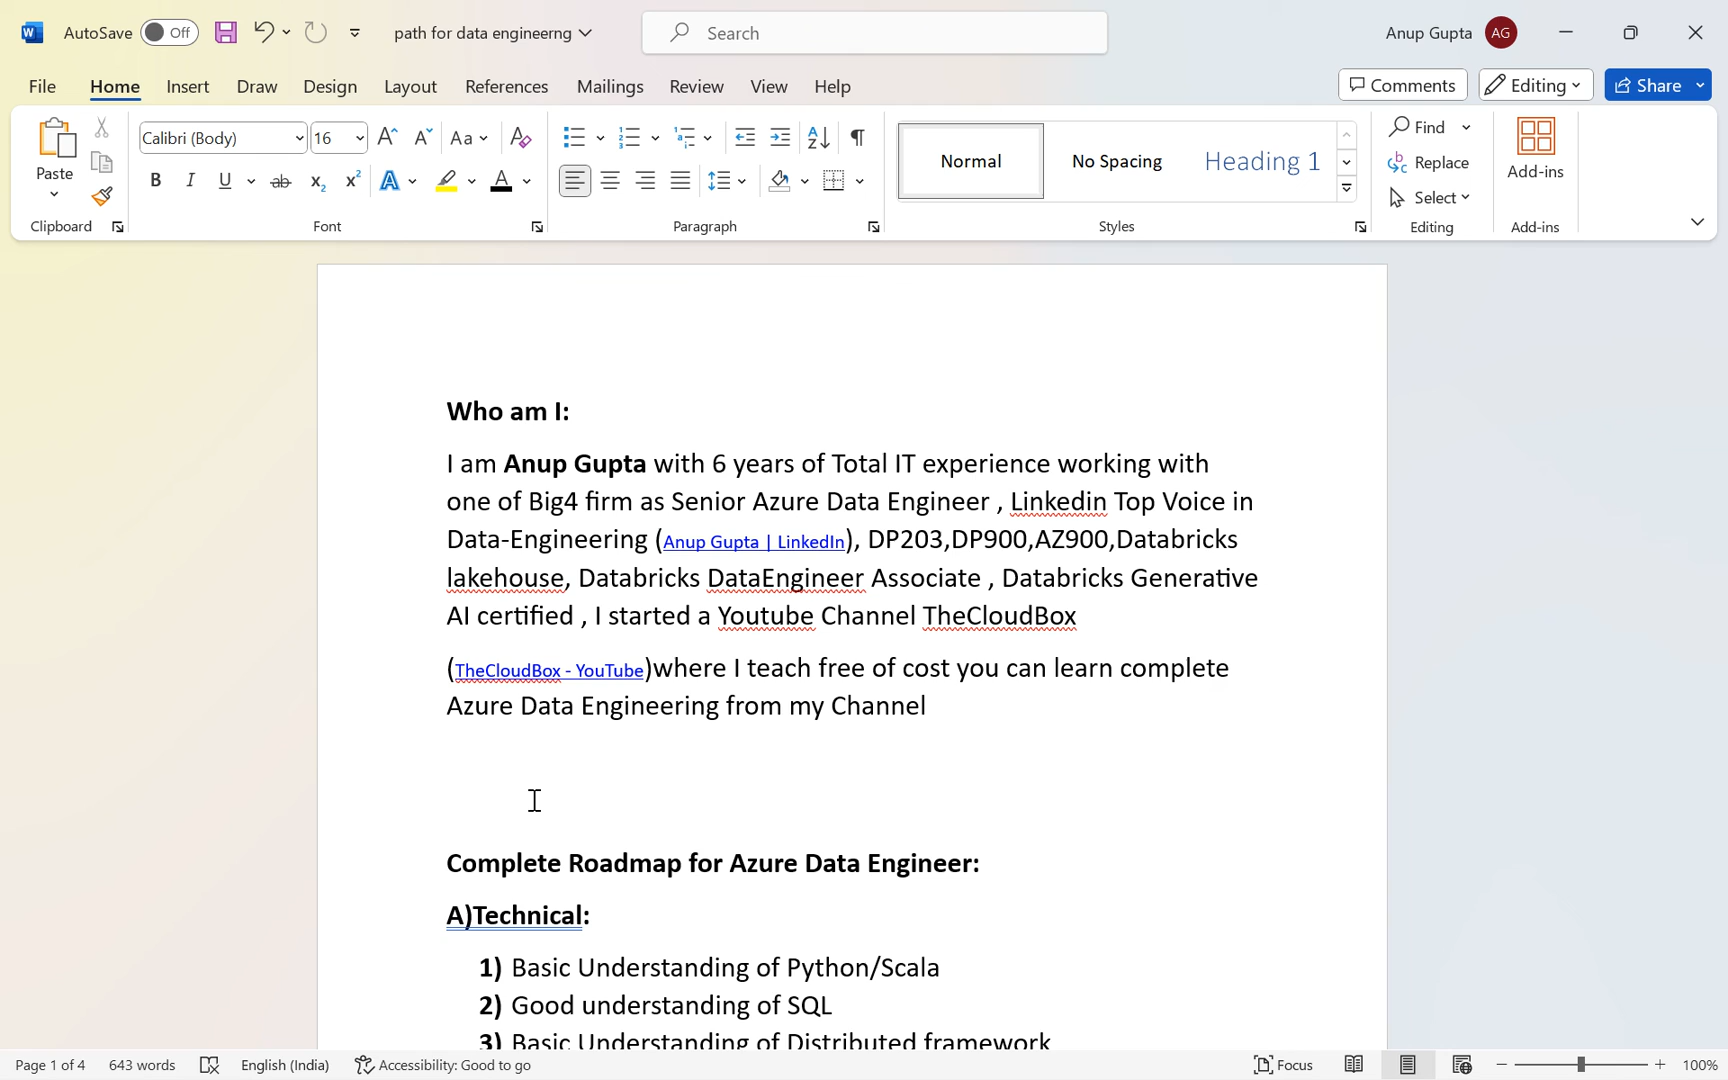 AutoSave Off path for data engineerng Search Anup Gupta AG
File Home Insert Draw Design Layout References Mailings Review View Help Comments Editing Share
Paste Calibri (Body) 16 Aa Normal No Spacing Heading 1 Find Replace Select Add-ins
Clipboard Font Paragraph Styles Editing Add-ins
Who am I:
I am Anup Gupta with 6 years of Total IT experience working with
one of Big4 firm as Senior Azure Data Engineer , Linkedin Top Voice in
Data-Engineering (Anup Gupta | LinkedIn), DP203,DP900,AZ900,Databricks
lakehouse, Databricks DataEngineer Associate , Databricks Generative
AI certified , I started a Youtube Channel TheCloudBox
(TheCloudBox - YouTube)where I teach free of cost you can learn complete
Azure Data Engineering from my Channel
Complete Roadmap for Azure Data Engineer:
A)Technical:
1) Basic Understanding of Python/Scala
2) Good understanding of SQL
3) Basic Understanding of Distributed framework
Page 1 of 4 643 words English (India) Accessibility: Good to go Focus 100%